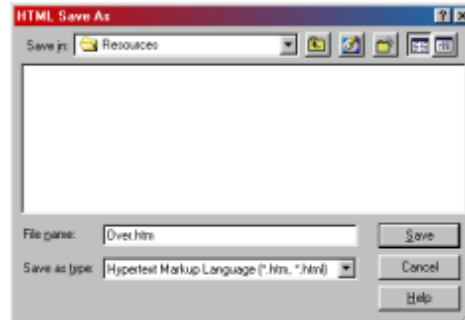 HTML Save As
Save in: Resources
File name: Over.htm Save
Save as type: Hypertext Markup Language (*.htm, *.html) Cancel
Help